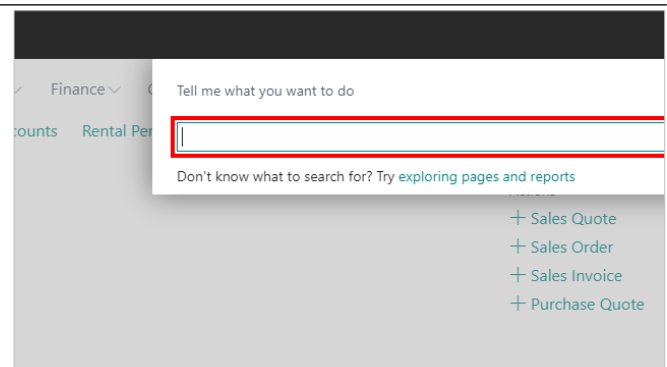 Finance
Tell me what you want to do
counts Rental Per
Don't know what to search for? Try exploring pages and reports
+ Sales Quote
+ Sales Order
+ Sales Invoice
+ Purchase Quote